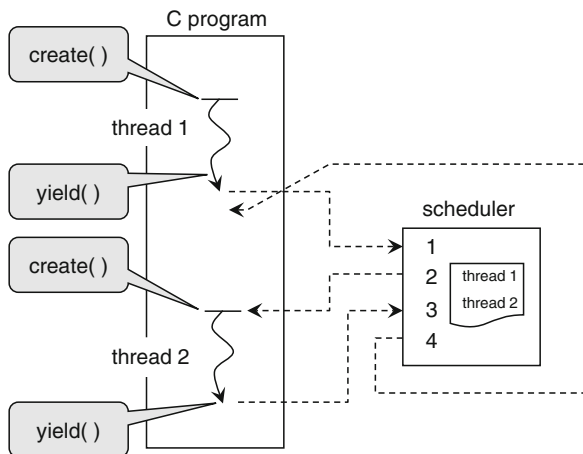 C program
create( )
thread 1
yield( )
scheduler
create( )
1
2
3
4
thread 1
thread 2
thread 2
yield( )